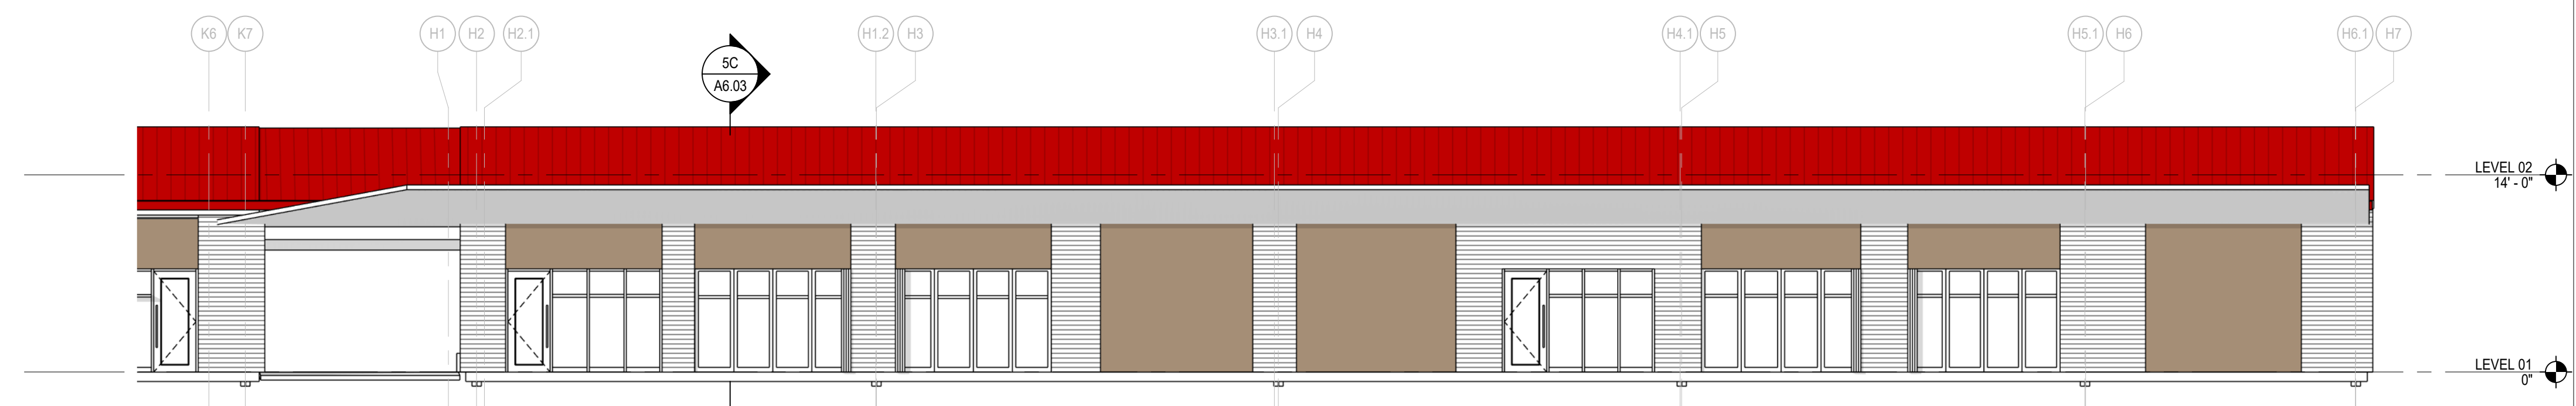 K6 K7 H1 H2 H2.1 H1.2 H3 H3.1 H4 H4.1 H5 H5.1 H6 H6.1 H7
5C
A6.03
LEVEL 02
14' - 0"
LEVEL 01
0"